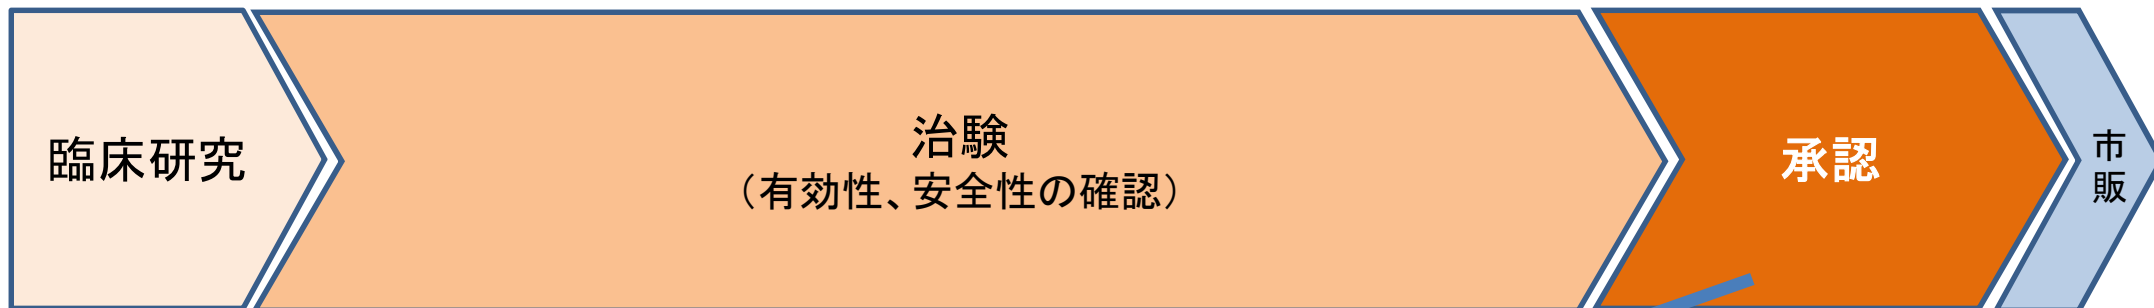 臨床研究
治験
（有効性、安全性の確認）
承認
市
販